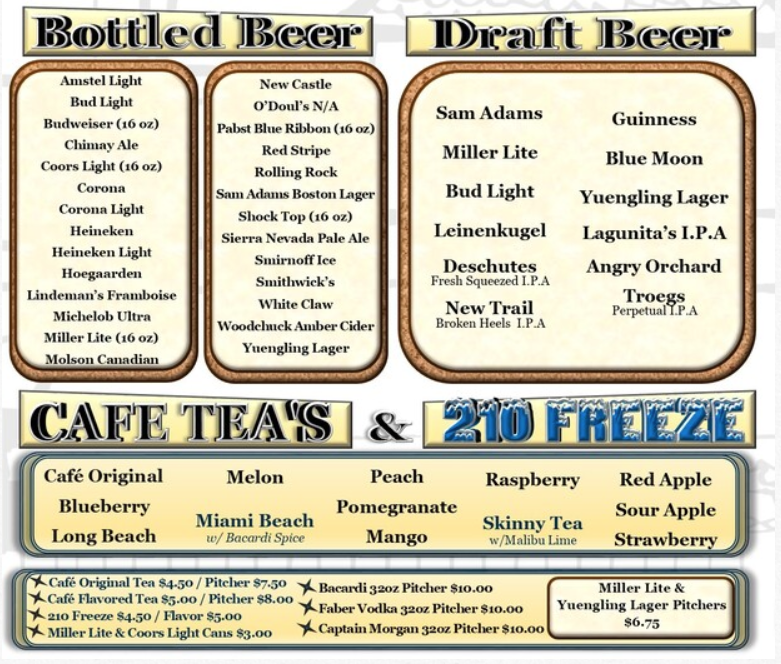 Bottled Beer
Amstel Light
Bud Light
Budweiser (16 oz)
Chimay Ale
Coors Light (16 oz)
Corona
Corona Light
Heineken
Heineken Light
Hoegaarden
Lindeman's Framboise
Michelob Ultra
Miller Lite (16 oz)
Molson Canadian
New Castle
O'Doul's N/A
Pabst Blue Ribbon (16 oz)
Red Stripe
Rolling Rock
Sam Adams Boston Lager
Shock Top (16 oz)
Sierra Nevada Pale Ale
Smirnoff Ice
Smithwick's
White Claw
Woodchuck Amber Cider
Yuengling Lager
Draft Beer
Sam Adams
Miller Lite
Bud Light
Leinenkugel
Deschutes
Fresh Squeezed I.P.A
New Trail
Broken Heels I.P.A
Guinness
Blue Moon
Yuengling Lager
Lagunita's I.P.A
Angry Orchard
Troegs
Perpetual I.P.A
CAFE TEA'S & 210 FREEZE
Café Original
Blueberry
Long Beach
Melon
Miami Beach
w/ Bacardi Spice
Peach
Pomegranate
Mango
Raspberry
Skinny Tea
w/Malibu Lime
Red Apple
Sour Apple
Strawberry
Café Original Tea $4.50 / Pitcher $7.50
Café Flavored Tea $5.00 / Pitcher $8.00
210 Freeze $4.50 / Flavor $5.00
Miller Lite & Coors Light Cans $3.00
Bacardi 32oz Pitcher $10.00
Faber Vodka 32oz Pitcher $10.00
Captain Morgan 32oz Pitcher $10.00
Miller Lite &
Yuengling Lager Pitchers
$6.75